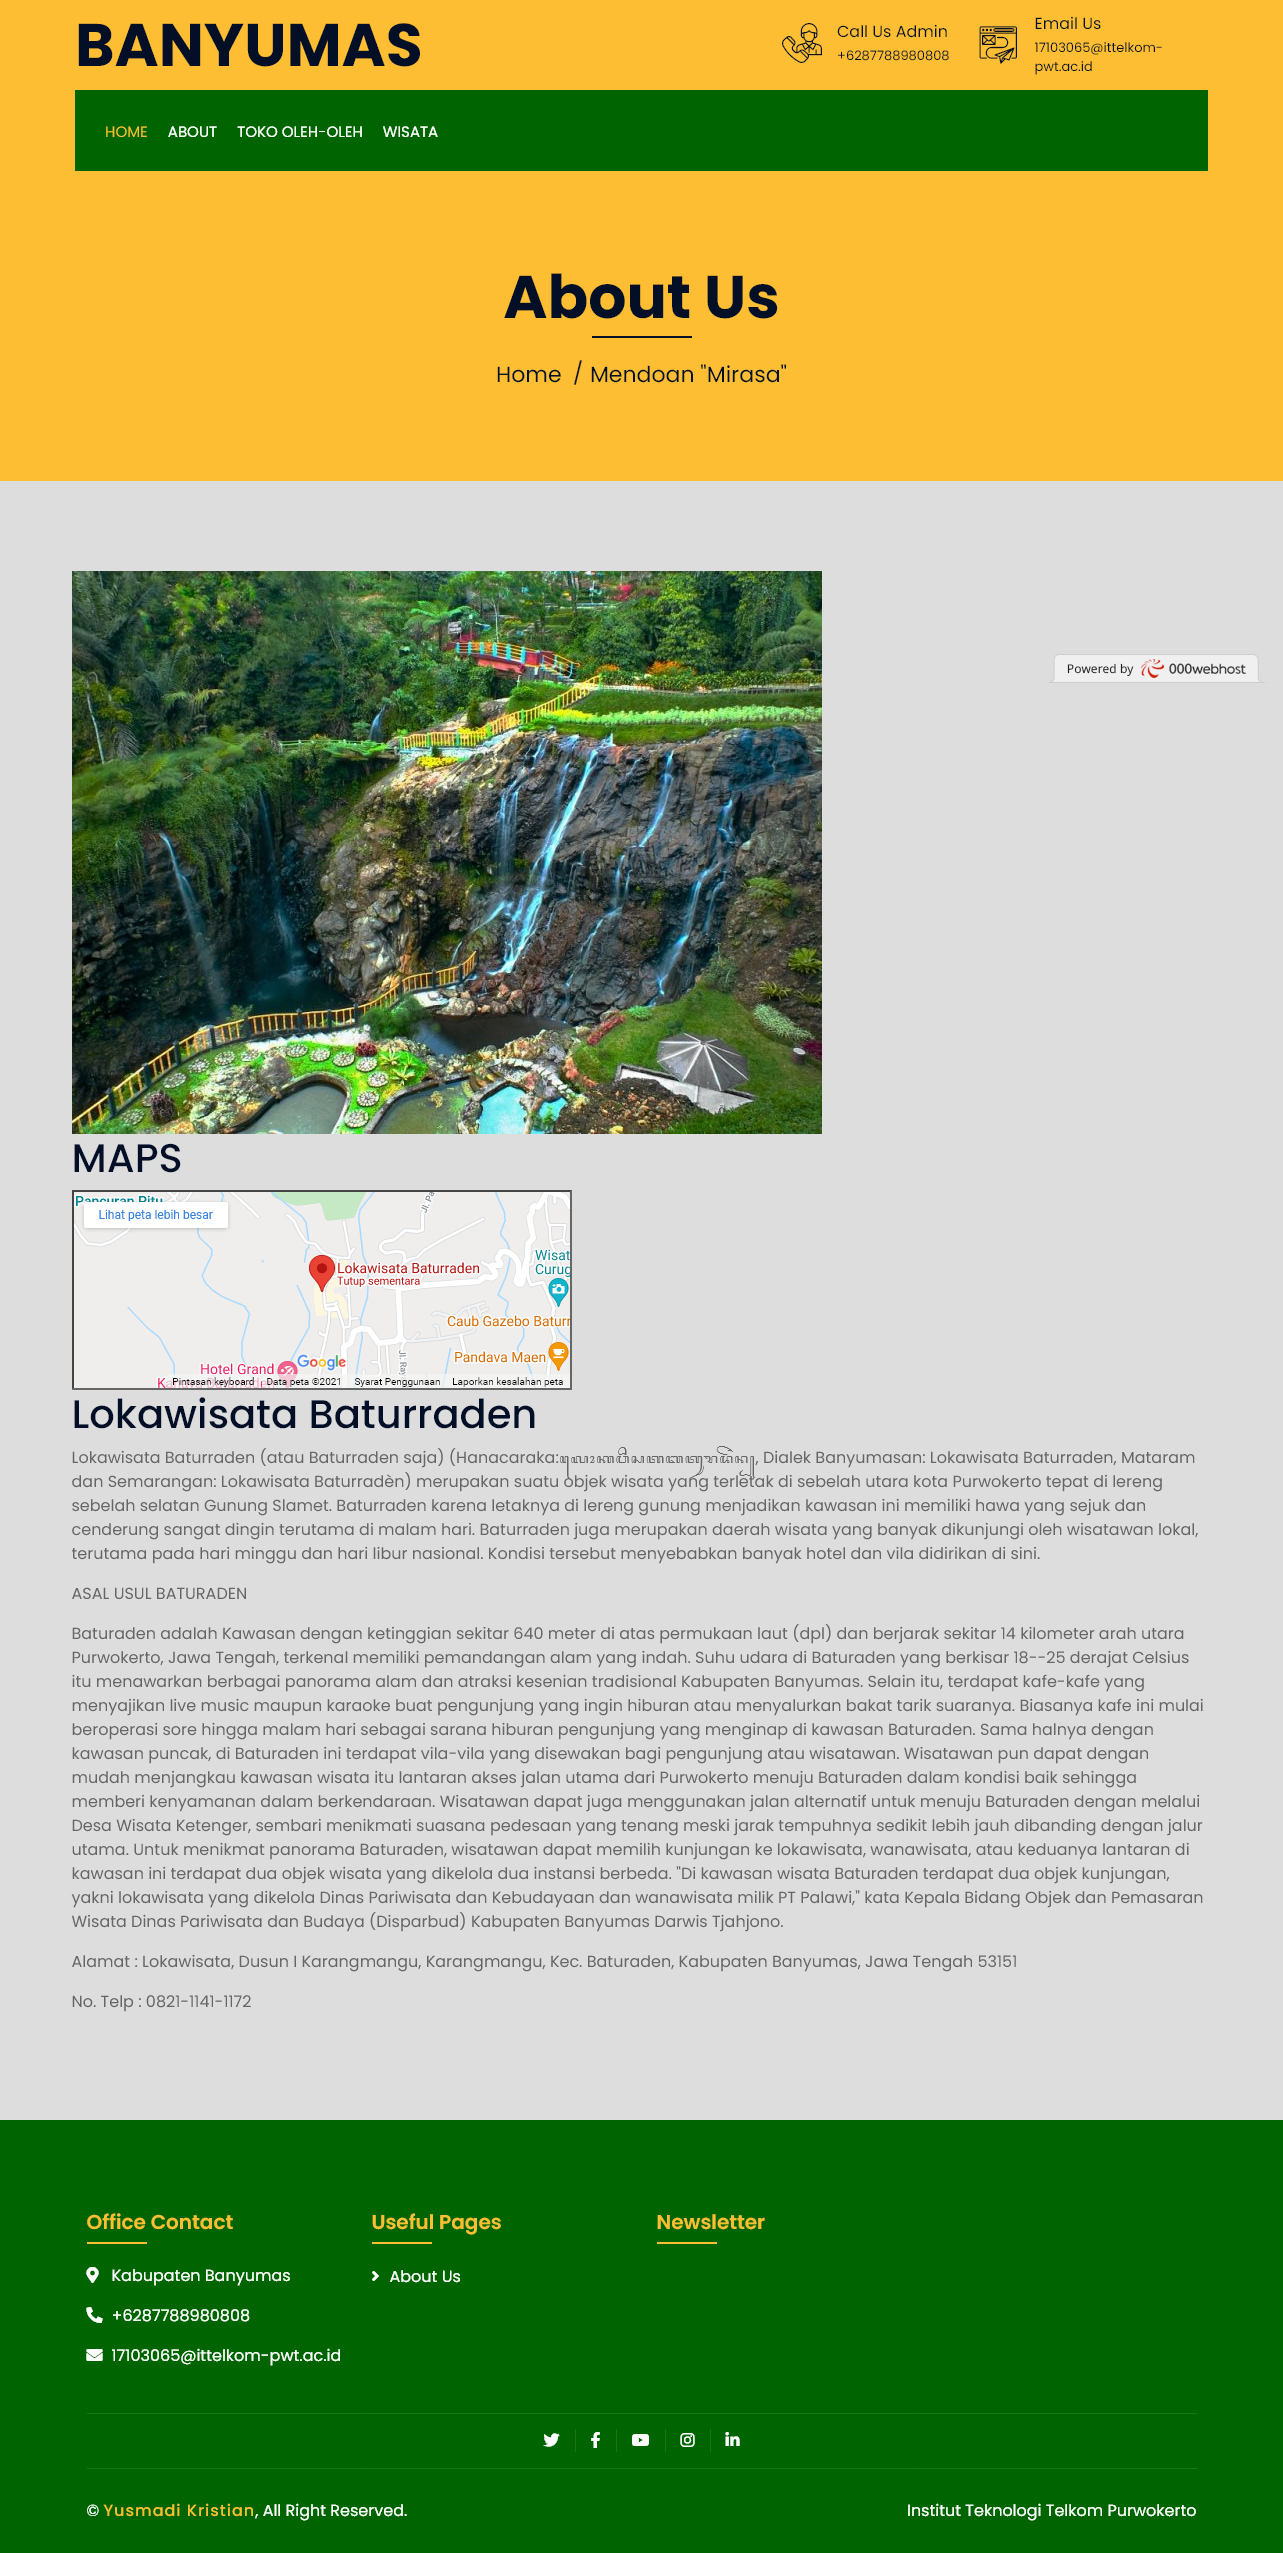 BANYUMAS
Call Us Admin
+6287788980808
Email Us
17103065@ittelkom-
pwt.ac.id
HOME
ABOUT
TOKO OLEH-OLEH
WISATA
About Us
Home / Mendoan "Mirasa"
Powered by 000webhost
MAPS
Pancuran Pitu
Lihat peta lebih besar
Jl. Pa
Lokawisata Baturraden
Tutup sementara
Wisat
Curug
Caub Gazebo Baturr
Pandava Maen
Jl. Ray
Hotel Grand
Google
Pintasan keyboard
Data peta ©2021
Syarat Penggunaan
Laporkan kesalahan peta
Lokawisata Baturraden
Lokawisata Baturraden (atau Baturraden saja) (Hanacaraka: , Dialek Banyumasan: Lokawisata Baturraden, Mataram
dan Semarangan: Lokawisata Baturradèn) merupakan suatu objek wisata yang terletak di sebelah utara kota Purwokerto tepat di lereng
sebelah selatan Gunung Slamet. Baturraden karena letaknya di lereng gunung menjadikan kawasan ini memiliki hawa yang sejuk dan
cenderung sangat dingin terutama di malam hari. Baturraden juga merupakan daerah wisata yang banyak dikunjungi oleh wisatawan lokal,
terutama pada hari minggu dan hari libur nasional. Kondisi tersebut menyebabkan banyak hotel dan vila didirikan di sini.
ASAL USUL BATURADEN
Baturaden adalah Kawasan dengan ketinggian sekitar 640 meter di atas permukaan laut (dpl) dan berjarak sekitar 14 kilometer arah utara
Purwokerto, Jawa Tengah, terkenal memiliki pemandangan alam yang indah. Suhu udara di Baturaden yang berkisar 18--25 derajat Celsius
itu menawarkan berbagai panorama alam dan atraksi kesenian tradisional Kabupaten Banyumas. Selain itu, terdapat kafe-kafe yang
menyajikan live music maupun karaoke buat pengunjung yang ingin hiburan atau menyalurkan bakat tarik suaranya. Biasanya kafe ini mulai
beroperasi sore hingga malam hari sebagai sarana hiburan pengunjung yang menginap di kawasan Baturaden. Sama halnya dengan
kawasan puncak, di Baturaden ini terdapat vila-vila yang disewakan bagi pengunjung atau wisatawan. Wisatawan pun dapat dengan
mudah menjangkau kawasan wisata itu lantaran akses jalan utama dari Purwokerto menuju Baturaden dalam kondisi baik sehingga
memberi kenyamanan dalam berkendaraan. Wisatawan dapat juga menggunakan jalan alternatif untuk menuju Baturaden dengan melalui
Desa Wisata Ketenger, sembari menikmati suasana pedesaan yang tenang meski jarak tempuhnya sedikit lebih jauh dibanding dengan jalur
utama. Untuk menikmat panorama Baturaden, wisatawan dapat memilih kunjungan ke lokawisata, wanawisata, atau keduanya lantaran di
kawasan ini terdapat dua objek wisata yang dikelola dua instansi berbeda. "Di kawasan wisata Baturaden terdapat dua objek kunjungan,
yakni lokawisata yang dikelola Dinas Pariwisata dan Kebudayaan dan wanawisata milik PT Palawi," kata Kepala Bidang Objek dan Pemasaran
Wisata Dinas Pariwisata dan Budaya (Disparbud) Kabupaten Banyumas Darwis Tjahjono.
Alamat : Lokawisata, Dusun I Karangmangu, Karangmangu, Kec. Baturaden, Kabupaten Banyumas, Jawa Tengah 53151
No. Telp : 0821-1141-1172
Office Contact
Kabupaten Banyumas
+6287788980808
17103065@ittelkom-pwt.ac.id
Useful Pages
About Us
Newsletter
© Yusmadi Kristian, All Right Reserved.
Institut Teknologi Telkom Purwokerto